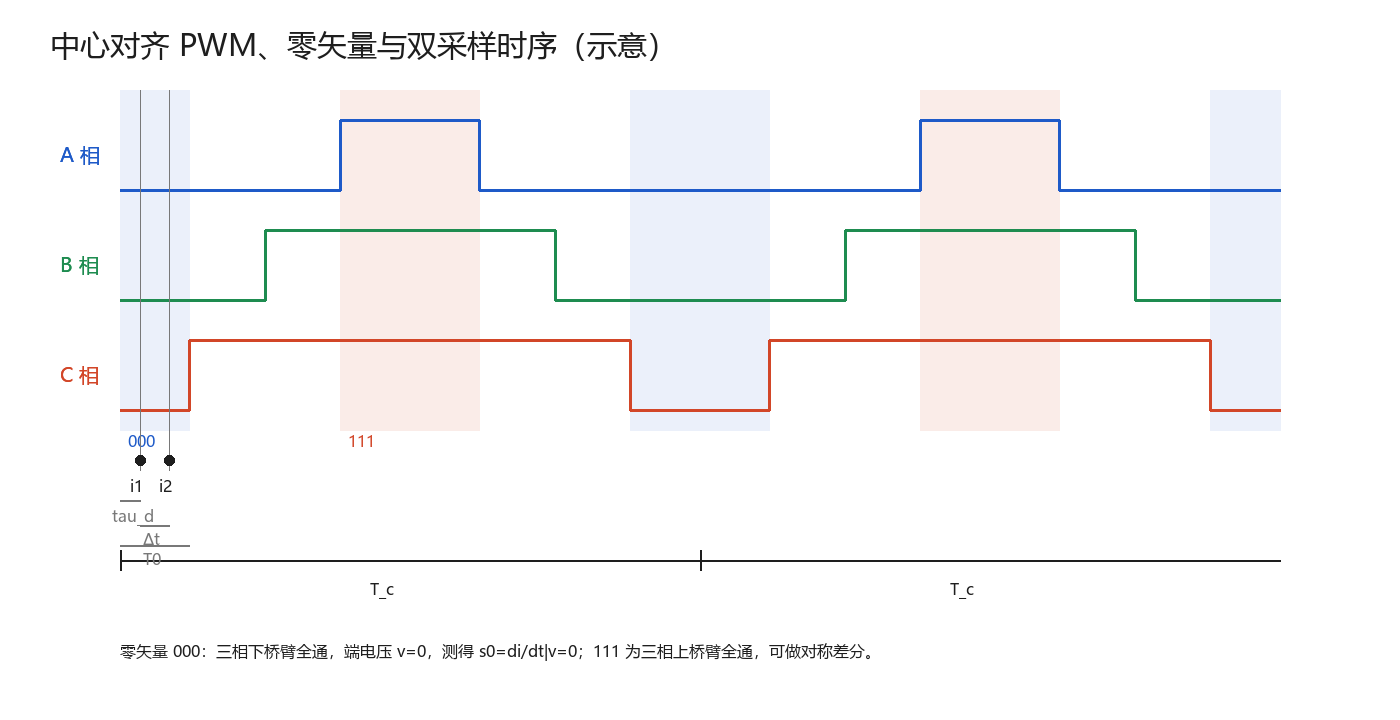 中心对齐 PWM、零矢量与双采样时序（示意）
A 相
B 相
C 相
000
111
i1
i2
tau_d
Δt
T0
T_c
T_c
零矢量 000：三相下桥臂全通，端电压 v=0，测得 s0=di/dt|v=0；111 为三相上桥臂全通，可做对称差分。